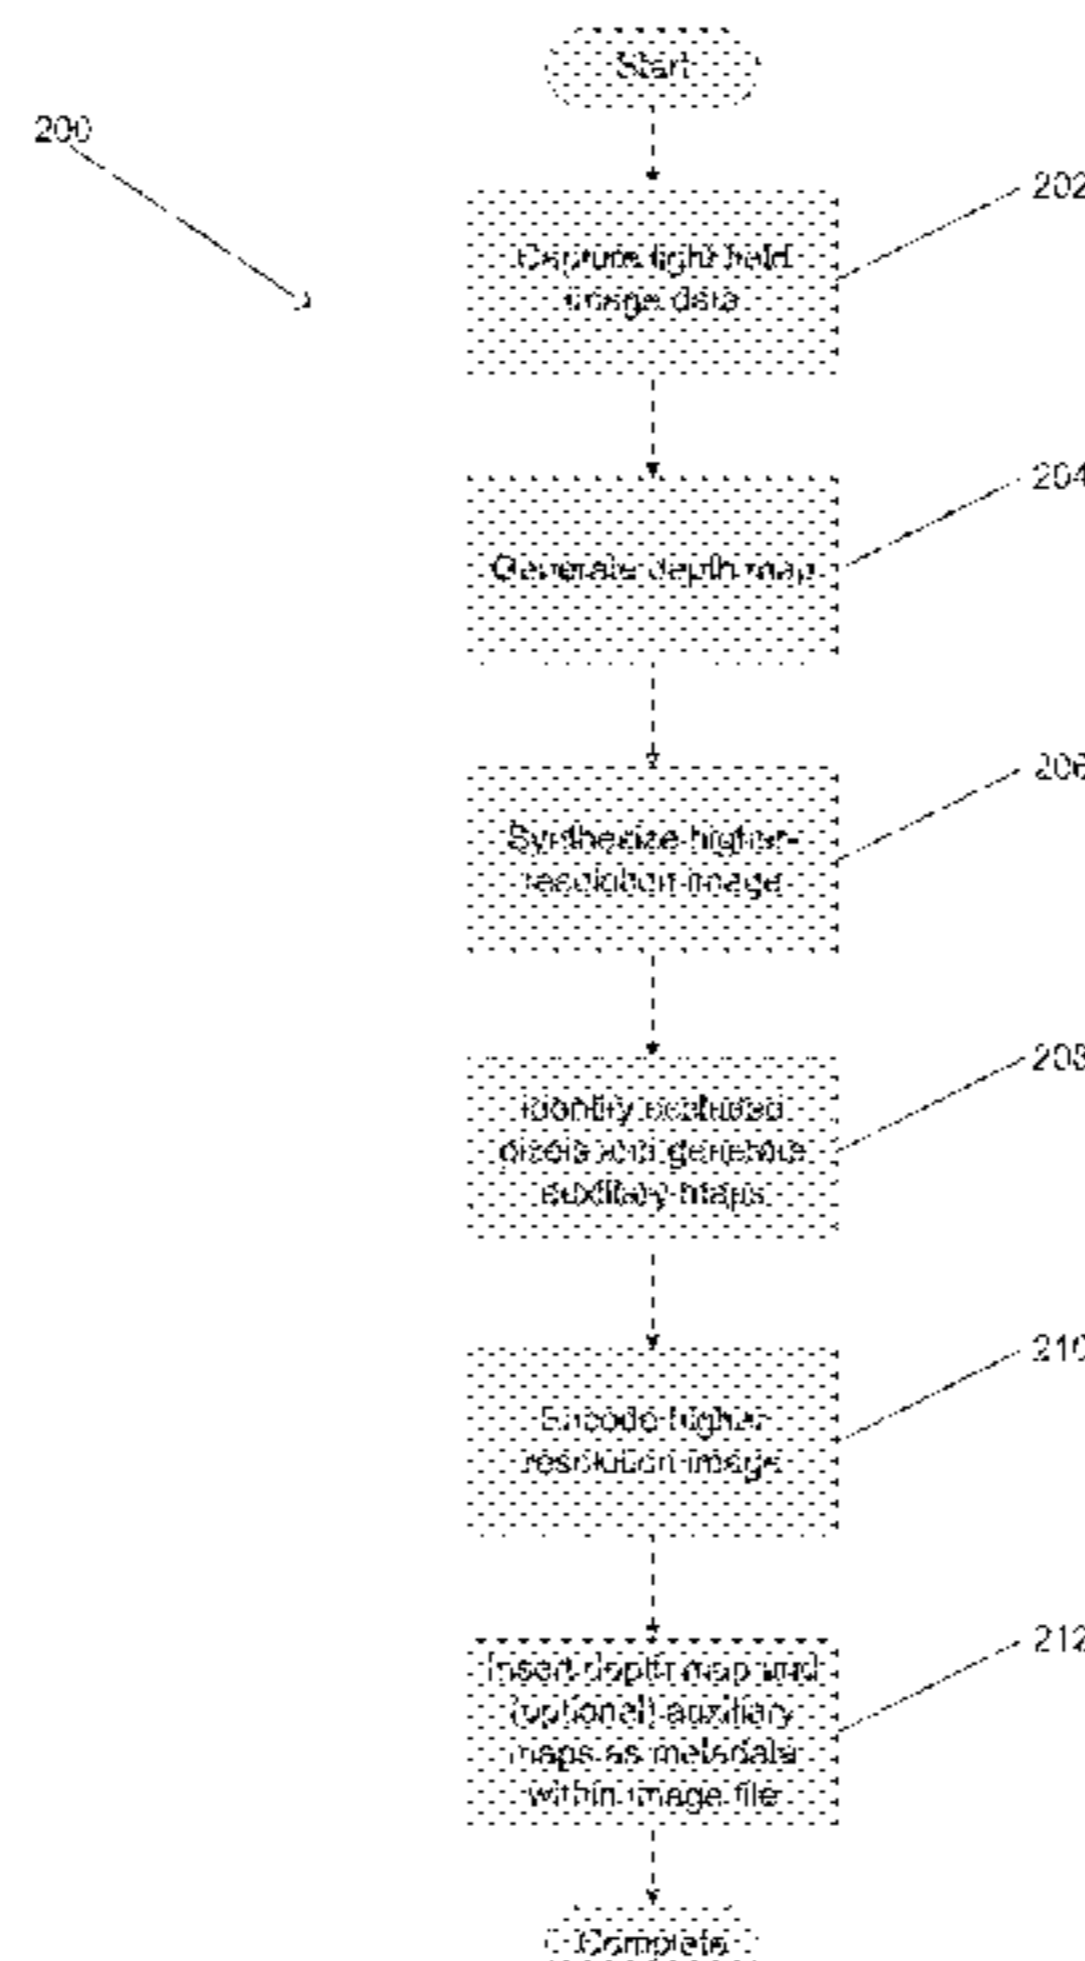 Start
200
202
Capture light field
image data
204
Generate depth map
206
Synthesize higher-
resolution image
208
Identify occluded
pixels and generate
auxiliary maps
210
Encode higher
resolution image
212
Insert depth map and
(optional) auxiliary
maps as metadata
within image file
Complete